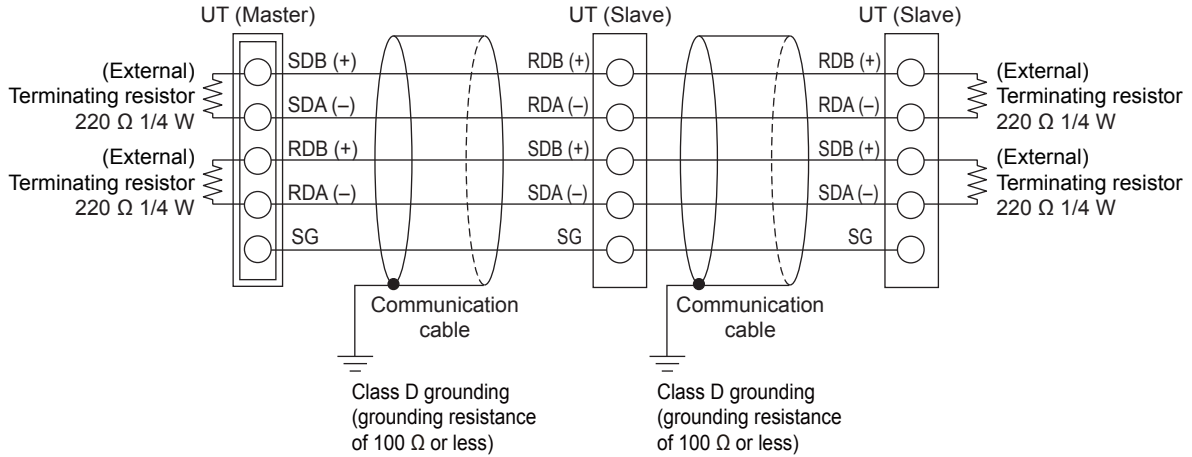 UT (Master)
UT (Slave)
UT (Slave)
(External)
Terminating resistor
220 Ω 1/4 W
(External)
Terminating resistor
220 Ω 1/4 W
SDB (+)
SDA (–)
RDB (+)
RDA (–)
SG
RDB (+)
RDA (–)
SDB (+)
SDA (–)
SG
RDB (+)
RDA (–)
SDB (+)
SDA (–)
SG
(External)
Terminating resistor
220 Ω 1/4 W
(External)
Terminating resistor
220 Ω 1/4 W
Communication
cable
Communication
cable
Class D grounding
(grounding resistance
of 100 Ω or less)
Class D grounding
(grounding resistance
of 100 Ω or less)